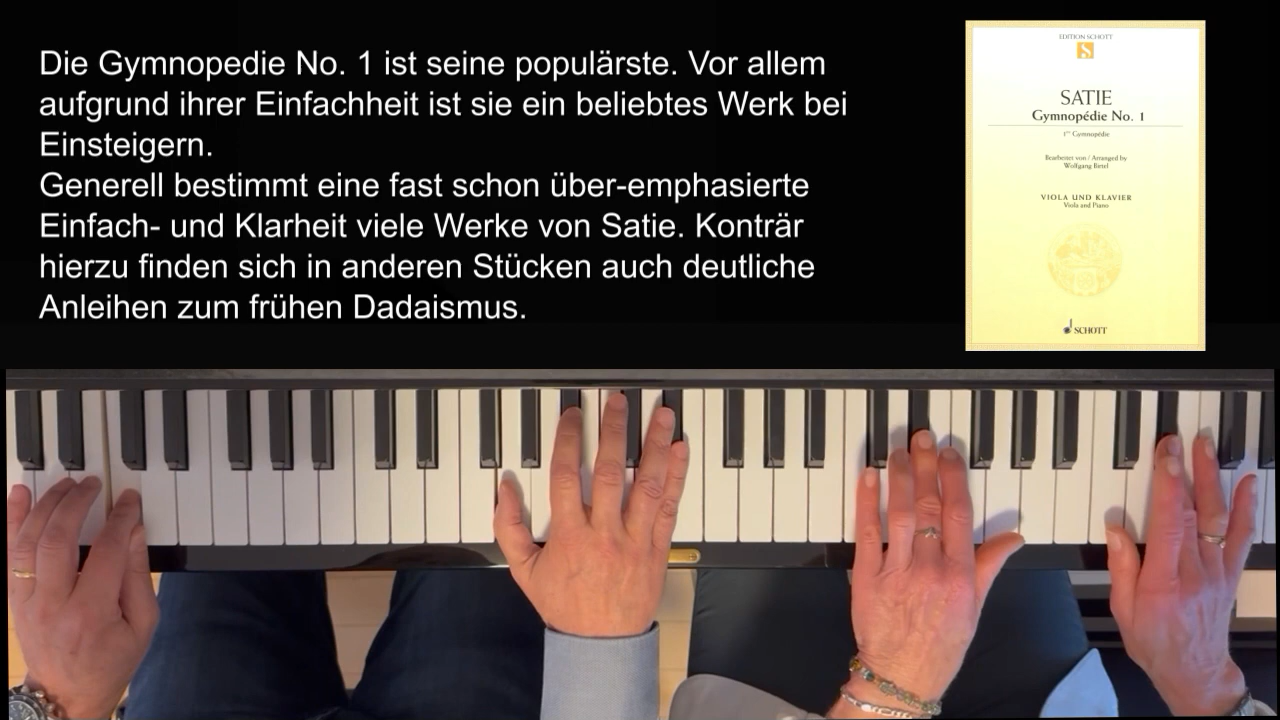 Die Gymnopedie No. 1 ist seine populärste. Vor allem
aufgrund ihrer Einfachheit ist sie ein beliebtes Werk bei
Einsteigern.
Generell bestimmt eine fast schon über-emphasierte
Einfach- und Klarheit viele Werke von Satie. Konträr
hierzu finden sich in anderen Stücken auch deutliche
Anleihen zum frühen Dadaismus.
EDITION SCHOTT
S
SATIE
Gymnopédie No. 1
1re Gymnopédie
Bearbeitet von / Arranged by
Wolfgang Birtel
VIOLA UND KLAVIER
Viola and Piano
SCHOTT